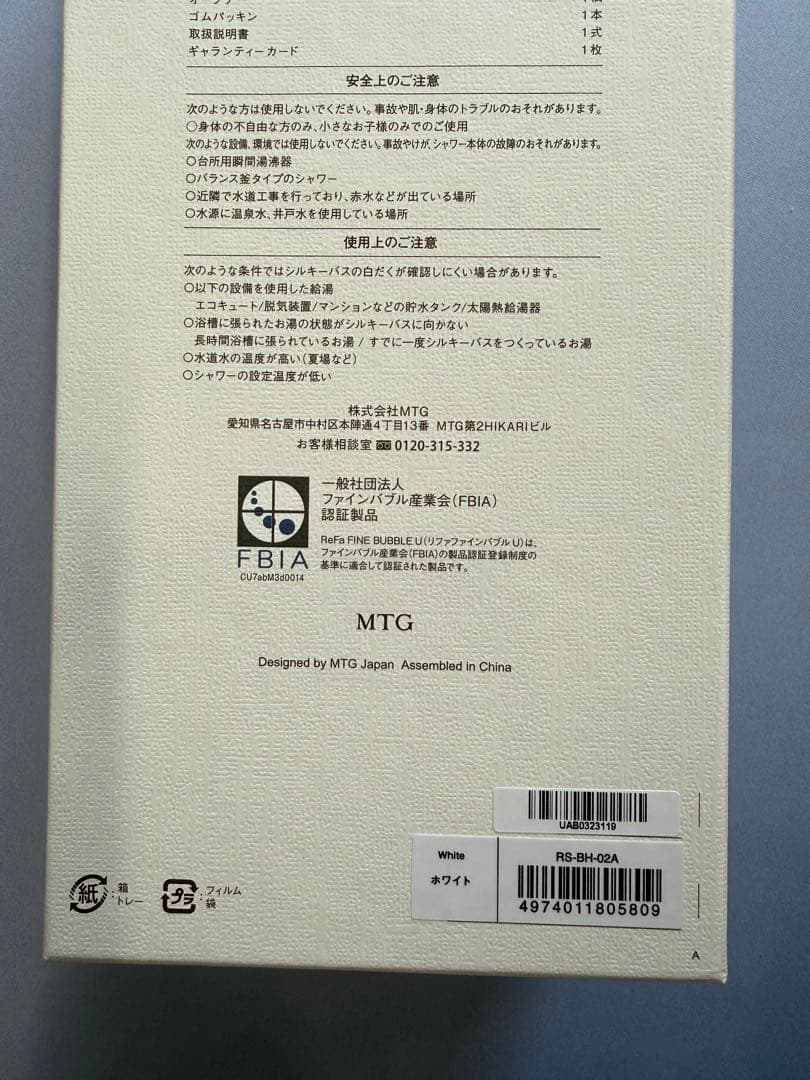 ゴムパッキン 1本
取扱説明書 1式
ギャランティーカード 1枚
安全上のご注意
次のような方は使用しないでください。事故や肌・身体のトラブルのおそれがあります。
○身体の不自由な方のみ、小さなお子様のみでのご使用
次のような設備、環境では使用しないでください。事故やけが、シャワー本体の故障のおそれがあります。
○台所用瞬間湯沸器
○バランス釜タイプのシャワー
○近隣で水道工事を行っており、赤水などが出ている場所
○水源に温泉水、井戸水を使用している場所
使用上のご注意
次のような条件ではシルキーバスの白だくが確認しにくい場合があります。
○以下の設備を使用した給湯
エコキュート/脱気装置/マンションなどの貯水タンク/太陽熱給湯器
○浴槽に張られたお湯の状態がシルキーバスに向かない
長時間浴槽に張られているお湯 / すでに一度シルキーバスをつくっているお湯
○水道水の温度が高い(夏場など)
○シャワーの設定温度が低い
株式会社MTG
愛知県名古屋市中村区本陣通4丁目13番 MTG第2HIKARIビル
お客様相談室 0120-315-332
一般社団法人
ファインバブル産業会(FBIA)
認証製品
FBIA
CU7abM3d0014
ReFa FINE BUBBLE U(リファファインバブル U)は、
ファインバブル産業会(FBIA)の製品認証登録制度の
基準に適合して認証された製品です。
MTG
Designed by MTG Japan Assembled in China
UAB0323119
White
ホワイト
RS-BH-02A
4974011805809
紙 : 箱
トレー
プラ : フィルム
袋
A